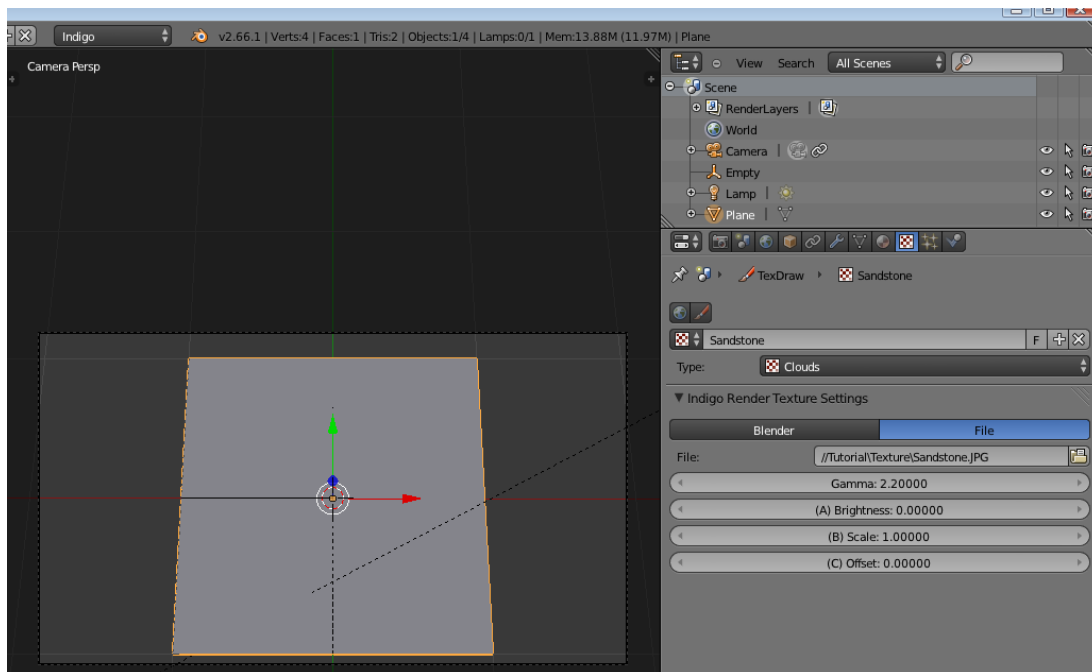 Indigo
v2.66.1 | Verts:4 | Faces:1 | Tris:2 | Objects:1/4 | Lamps:0/1 | Mem:13.88M (11.97M) | Plane
Camera Persp
View Search All Scenes
Scene
RenderLayers |
World
Camera |
Empty
Lamp |
Plane |
TexDraw Sandstone
Sandstone F
Type: Clouds
Indigo Render Texture Settings
Blender File
File: //Tutorial\Texture\Sandstone.JPG
Gamma: 2.20000
(A) Brightness: 0.00000
(B) Scale: 1.00000
(C) Offset: 0.00000